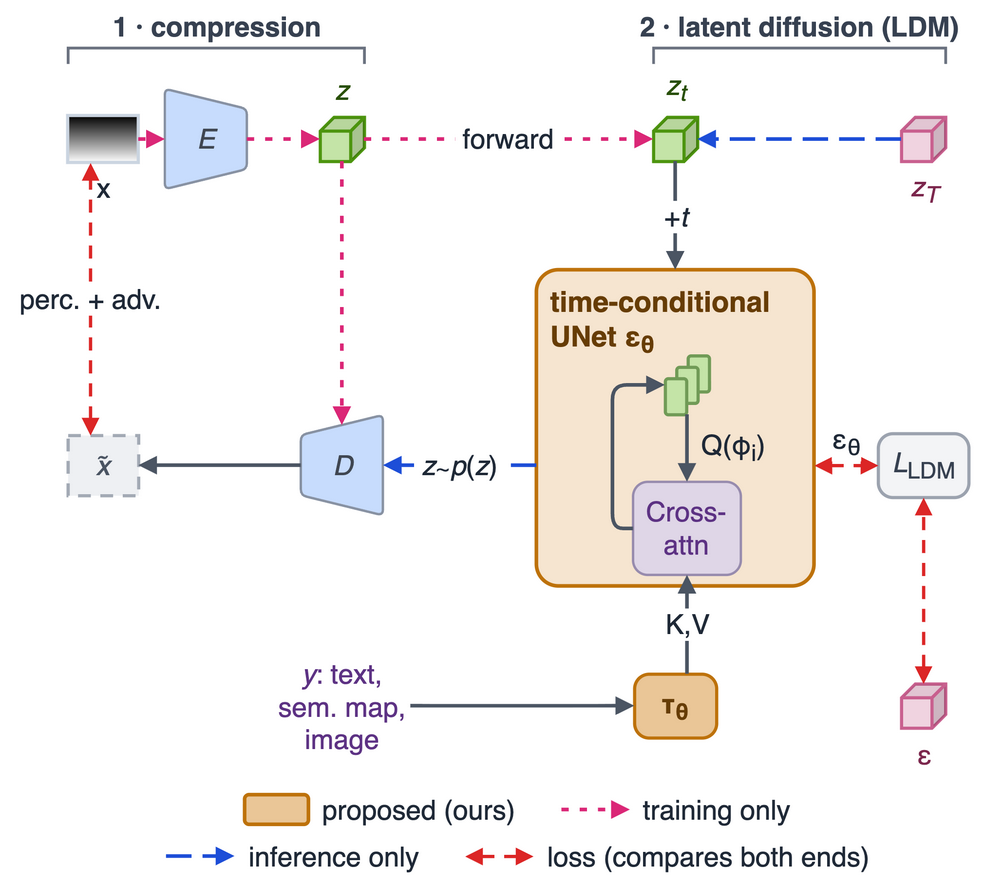 1 · compression
2 · latent diffusion (LDM)
z
z_t
E
forward
x
z_T
+t
perc. + adv.
time-conditional
UNet ε_θ
Q(ϕ_i)
x̃
D
z~p(z)
ε_θ
L_LDM
Cross-
attn
K,V
y: text,
sem. map,
image
τ_θ
ε
proposed (ours)
training only
inference only
loss (compares both ends)